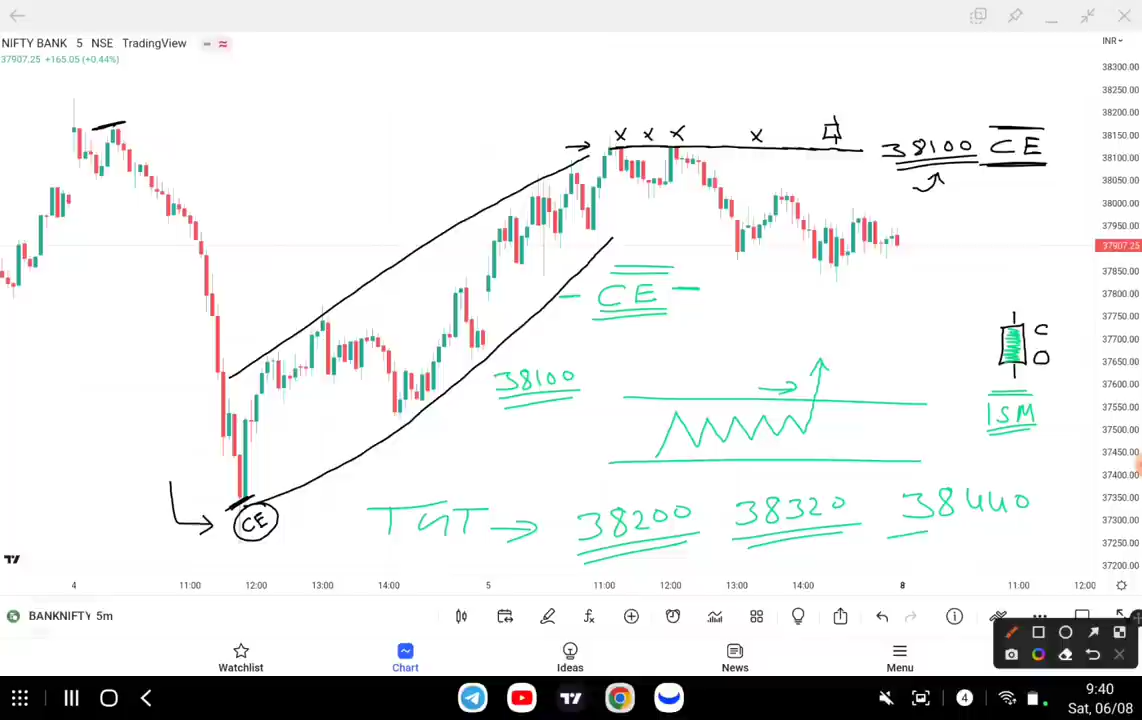 NIFTY BANK 5 NSE TradingView
37907.25 +165.05 (+0.44%)
INR
38300.00
38250.00
38200.00
38150.00
38100.00
38050.00
38000.00
37950.00
37907.25
37850.00
37800.00
37750.00
37700.00
37650.00
37600.00
37550.00
37500.00
37450.00
37400.00
37350.00
37300.00
37250.00
37200.00
x x x x
38100 CE
CE
38100
C
O
15M
CE
TGT → 38200 38320 38440
4 11:00 12:00 13:00 14:00 5 11:00 12:00 13:00 14:00 8 11:00 12:00
BANKNIFTY 5m
Watchlist Chart Ideas News Menu
4
9:40
Sat, 06/08